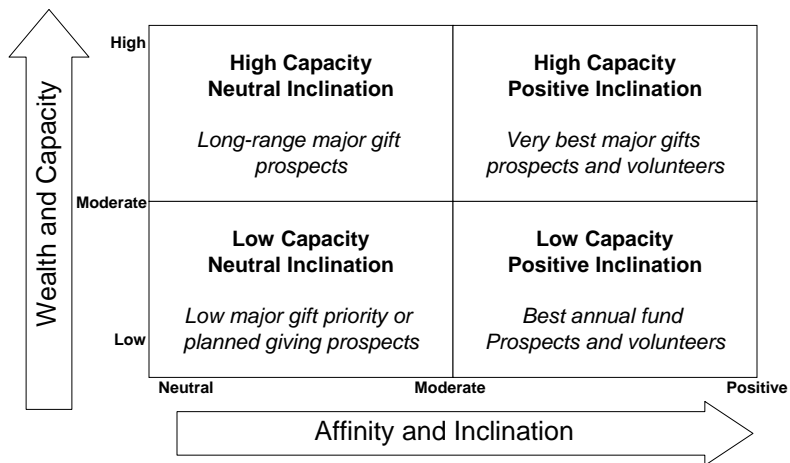 High
High Capacity
Neutral Inclination
Long-range major gift
prospects
High Capacity
Positive Inclination
Very best major gifts
prospects and volunteers
Wealth and Capacity
Moderate
Low Capacity
Neutral Inclination
Low major gift priority or
planned giving prospects
Low Capacity
Positive Inclination
Best annual fund
Prospects and volunteers
Low
Neutral
Moderate
Positive
Affinity and Inclination